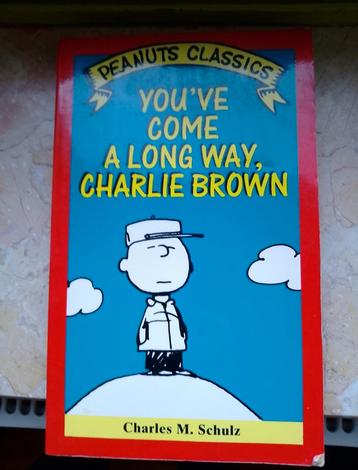 PEANUTS CLASSICS
YOU'VE
COME
A LONG WAY,
CHARLIE BROWN
Charles M. Schulz